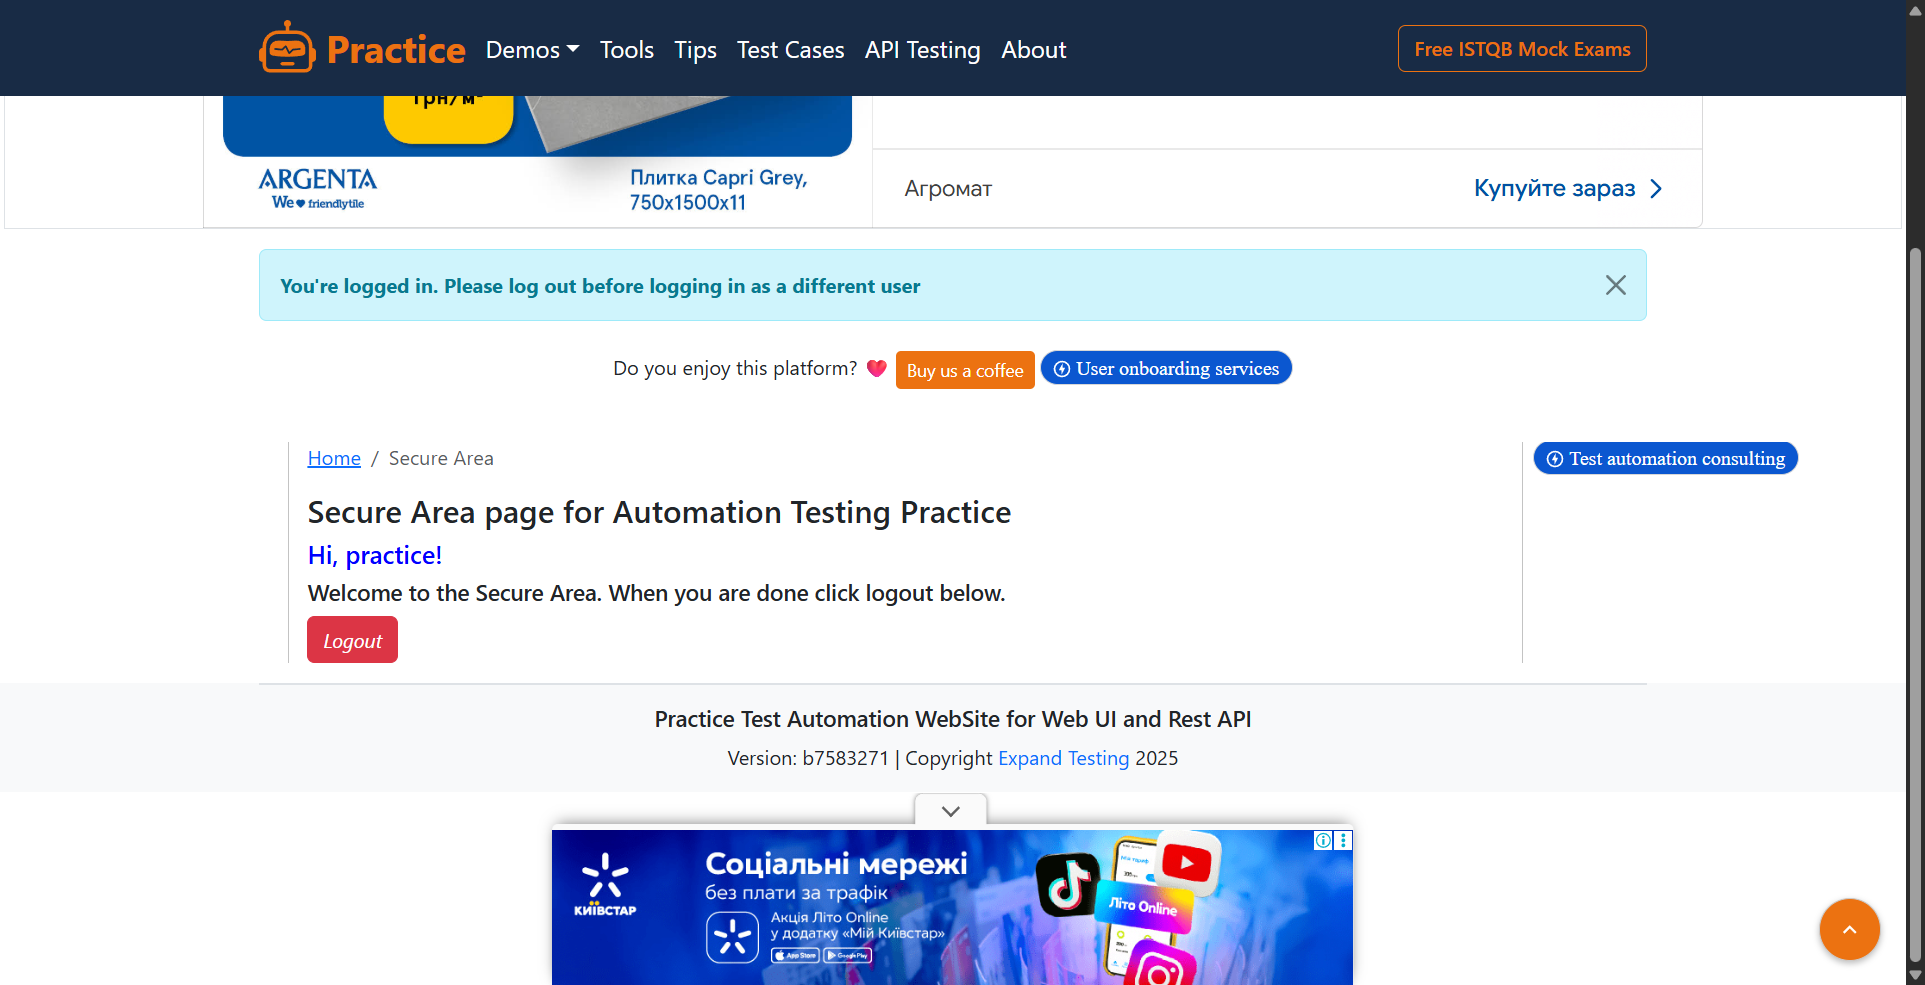 Practice Demos Tools Tips Test Cases API Testing About Free ISTQB Mock Exams
грн/м²
ARGENTA
We friendlytile
Плитка Capri Grey,
750x1500x11
Агромат
Купуйте зараз
You're logged in. Please log out before logging in as a different user
Do you enjoy this platform? Buy us a coffee User onboarding services
Home / Secure Area
Test automation consulting
Secure Area page for Automation Testing Practice
Hi, practice!
Welcome to the Secure Area. When you are done click logout below.
Logout
Practice Test Automation WebSite for Web UI and Rest API
Version: b7583271 | Copyright Expand Testing 2025
КИЇВСТАР
Соціальні мережі
без плати за трафік
Акція Літо Online
у додатку «Мій Київстар»
App Store Google Play
Літо Online